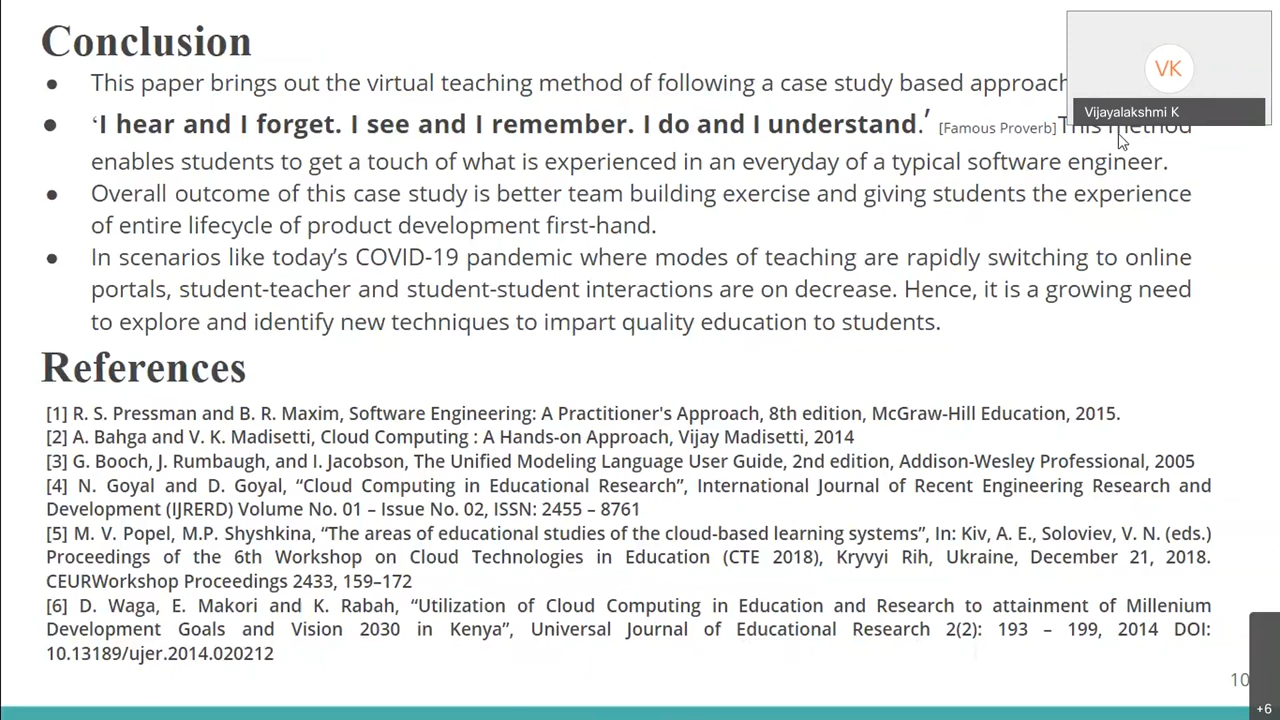 Conclusion
● This paper brings out the virtual teaching method of following a case study based approach
● ‘I hear and I forget. I see and I remember. I do and I understand.’ [Famous Proverb]This method
enables students to get a touch of what is experienced in an everyday of a typical software engineer.
● Overall outcome of this case study is better team building exercise and giving students the experience
of entire lifecycle of product development first-hand.
● In scenarios like today’s COVID-19 pandemic where modes of teaching are rapidly switching to online
portals, student-teacher and student-student interactions are on decrease. Hence, it is a growing need
to explore and identify new techniques to impart quality education to students.
References
[1] R. S. Pressman and B. R. Maxim, Software Engineering: A Practitioner's Approach, 8th edition, McGraw-Hill Education, 2015.
[2] A. Bahga and V. K. Madisetti, Cloud Computing : A Hands-on Approach, Vijay Madisetti, 2014
[3] G. Booch, J. Rumbaugh, and I. Jacobson, The Unified Modeling Language User Guide, 2nd edition, Addison-Wesley Professional, 2005
[4] N. Goyal and D. Goyal, “Cloud Computing in Educational Research”, International Journal of Recent Engineering Research and
Development (IJRERD) Volume No. 01 – Issue No. 02, ISSN: 2455 – 8761
[5] M. V. Popel, M.P. Shyshkina, “The areas of educational studies of the cloud-based learning systems”, In: Kiv, A. E., Soloviev, V. N. (eds.)
Proceedings of the 6th Workshop on Cloud Technologies in Education (CTE 2018), Kryvyi Rih, Ukraine, December 21, 2018.
CEURWorkshop Proceedings 2433, 159–172
[6] D. Waga, E. Makori and K. Rabah, “Utilization of Cloud Computing in Education and Research to attainment of Millenium
Development Goals and Vision 2030 in Kenya”, Universal Journal of Educational Research 2(2): 193 – 199, 2014 DOI:
10.13189/ujer.2014.020212
10
VK
Vijayalakshmi K
+6